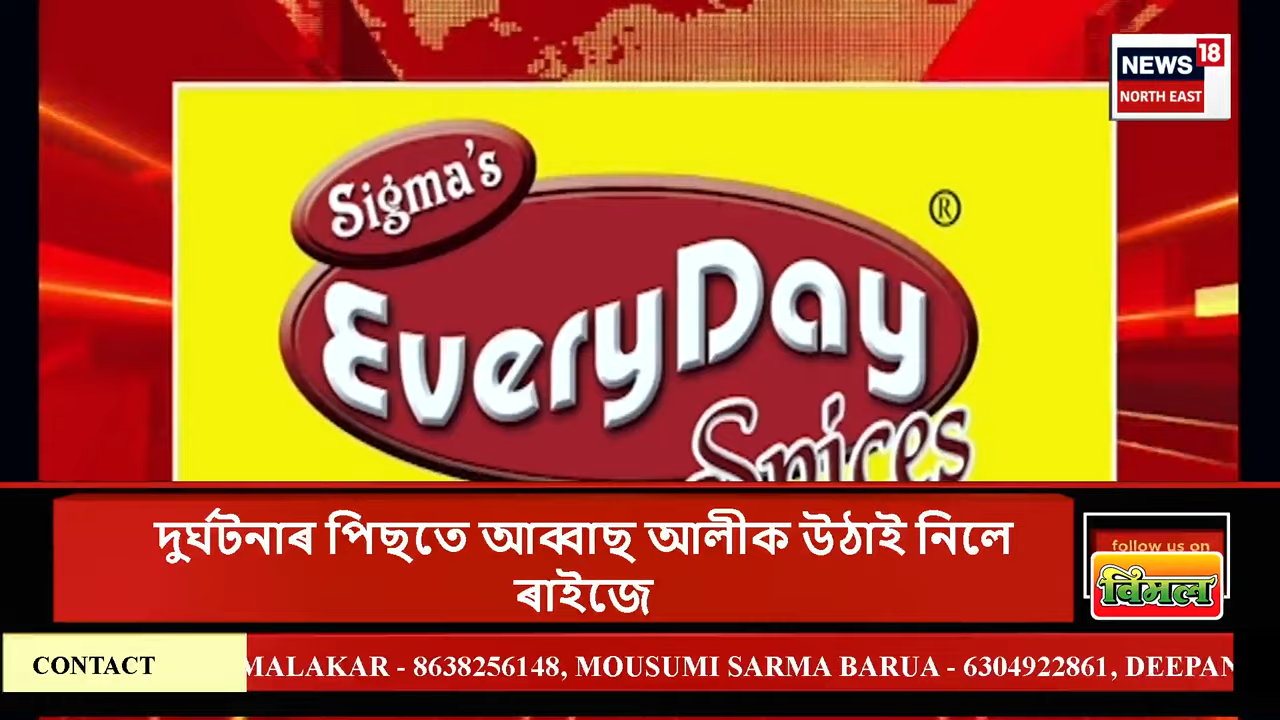 NEWS 18
NORTH EAST
Sigma's
®
EveryDay
Spices
দুৰ্ঘটনাৰ পিছতে আব্বাছ আলীক উঠাই নিলে
ৰাইজে
follow us on
विमल
CONTACT
MALAKAR - 8638256148, MOUSUMI SARMA BARUA - 6304922861, DEEPAN